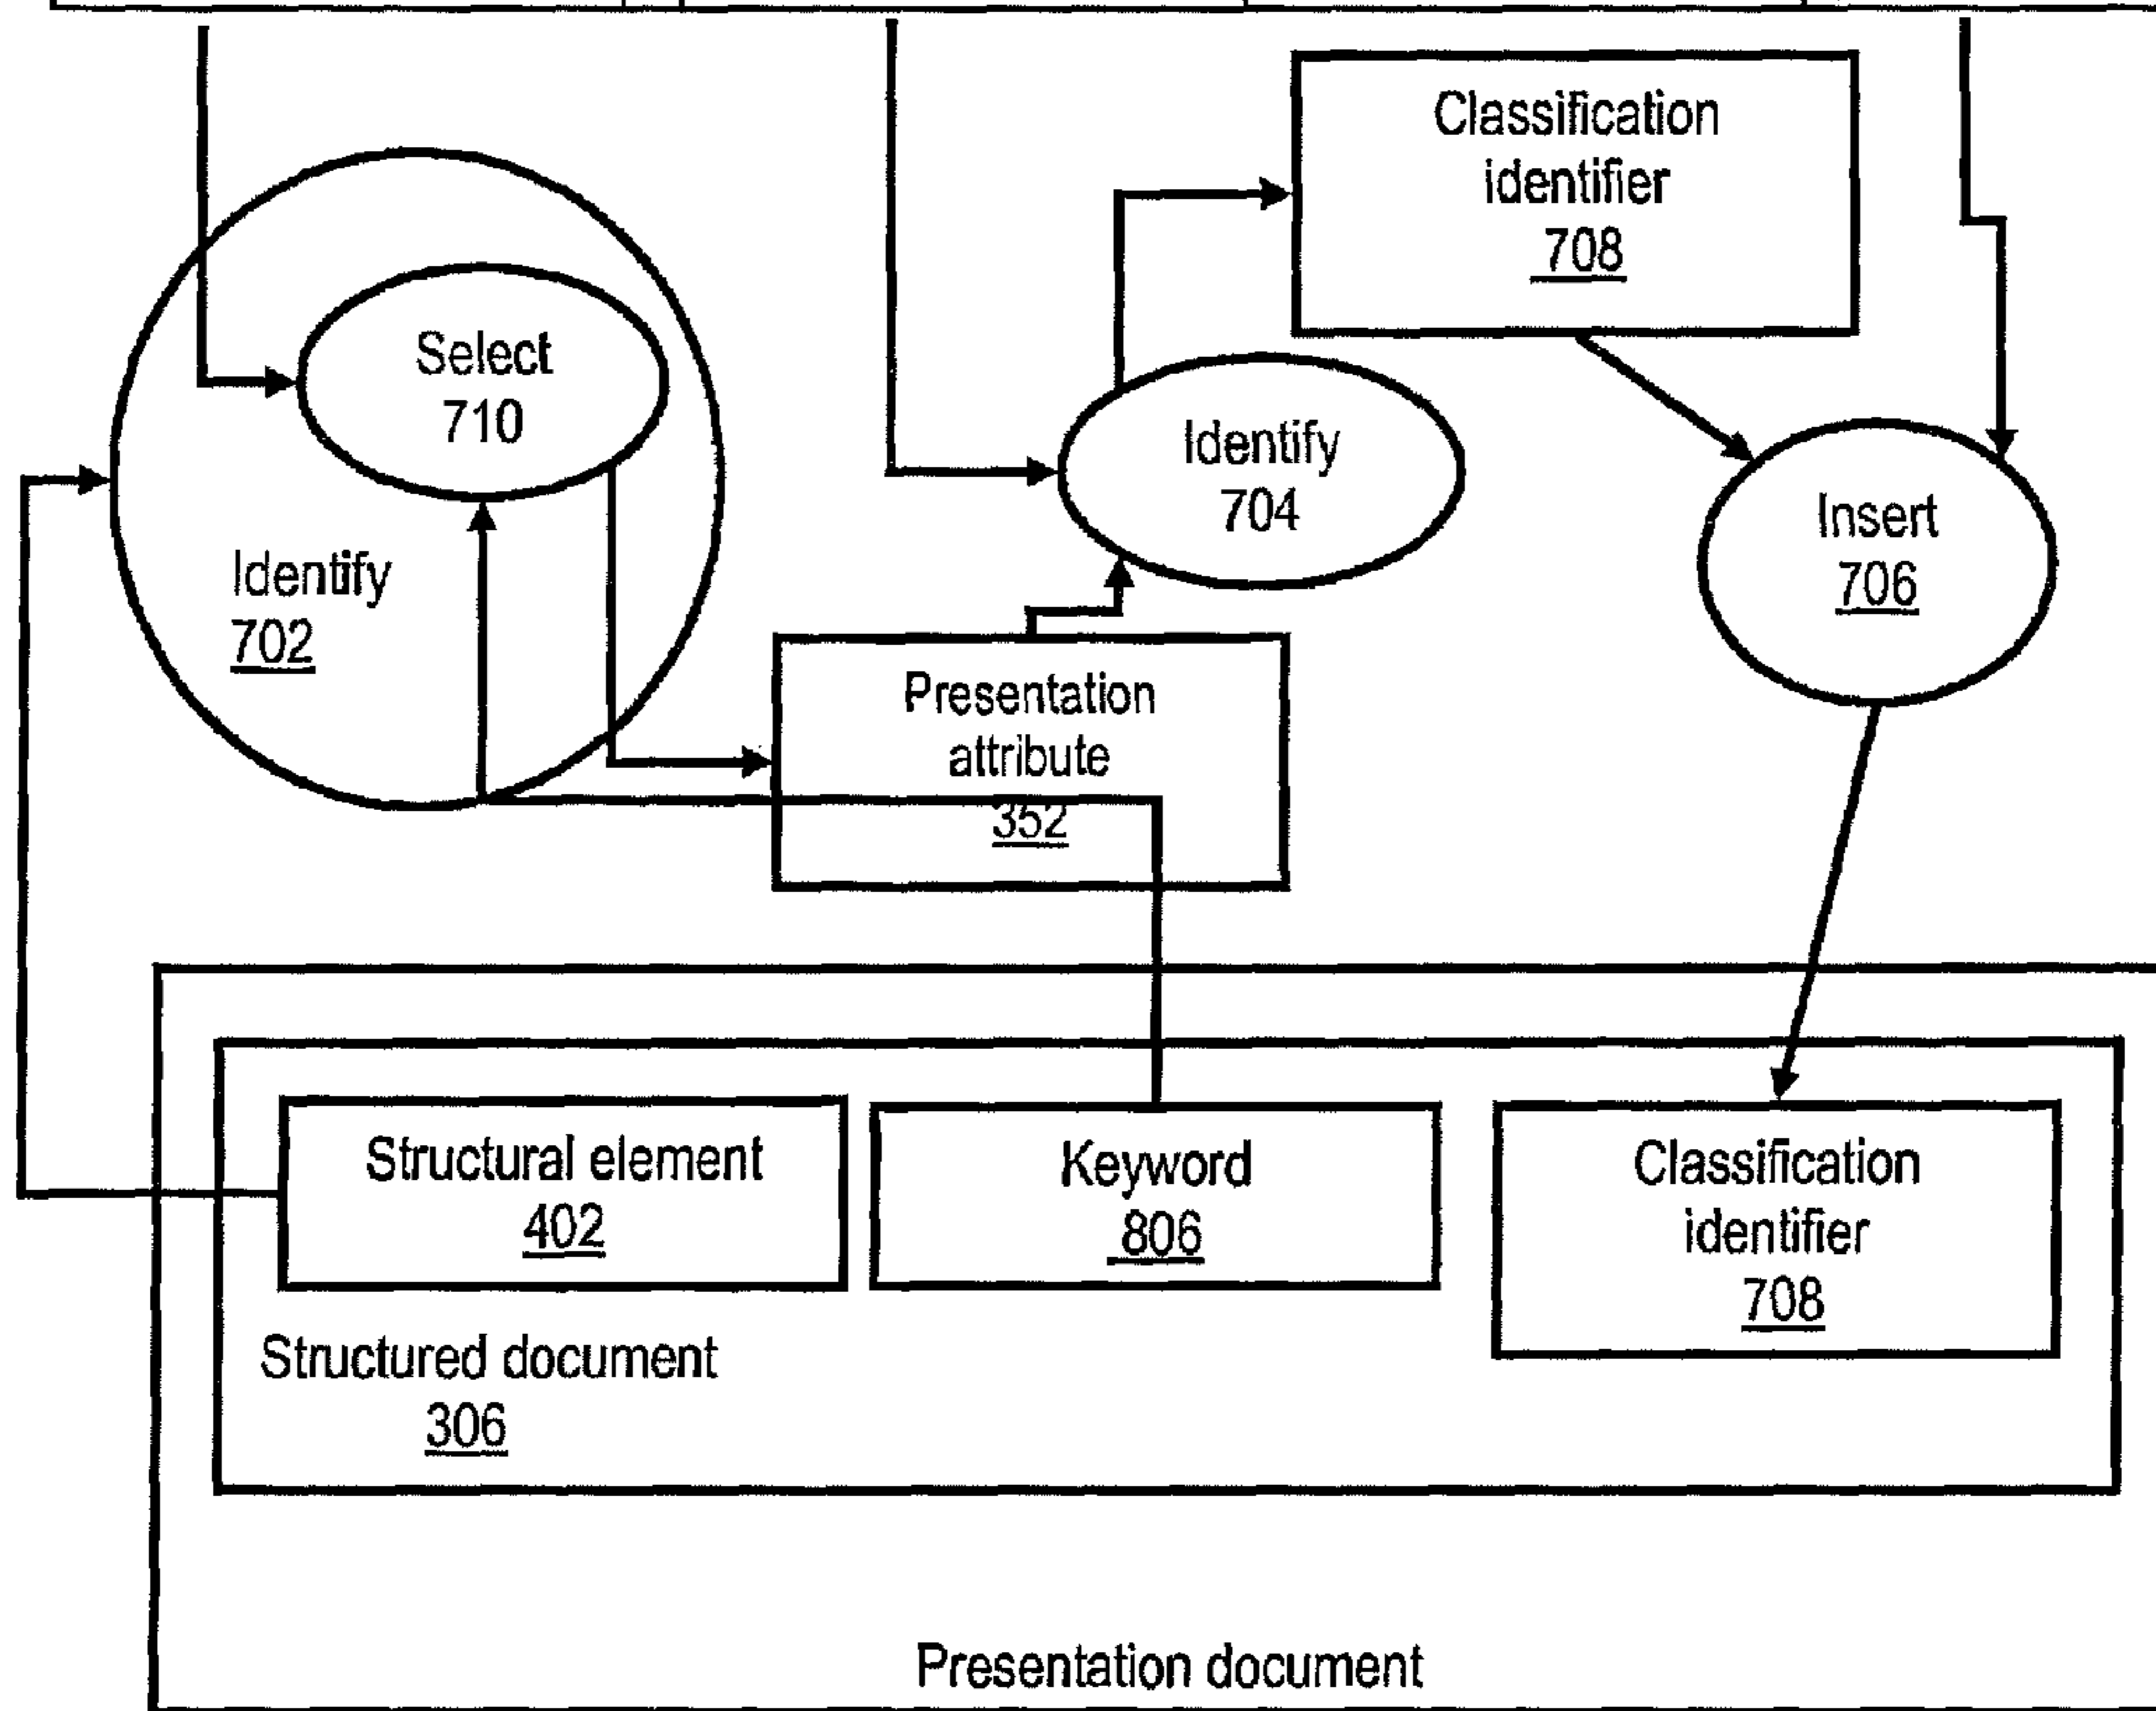 Classification
identifier
708
Select
710
Identify
704
Insert
706
Identify
702
Presentation
attribute
352
Structural element
402
Keyword
806
Classification
identifier
708
Structured document
306
Presentation document